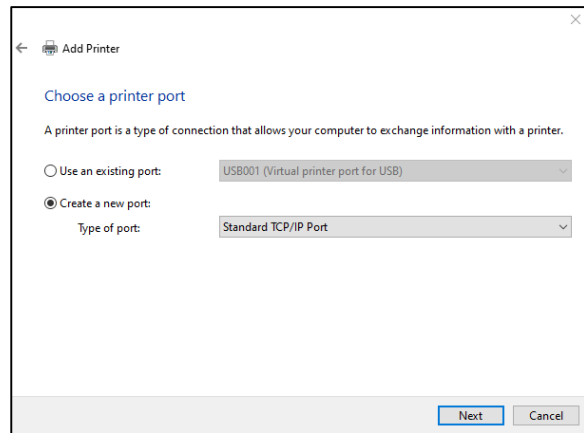 Add Printer
Choose a printer port
A printer port is a type of connection that allows your computer to exchange information with a printer.
Use an existing port: USB001 (Virtual printer port for USB)
Create a new port:
Type of port: Standard TCP/IP Port
Next Cancel